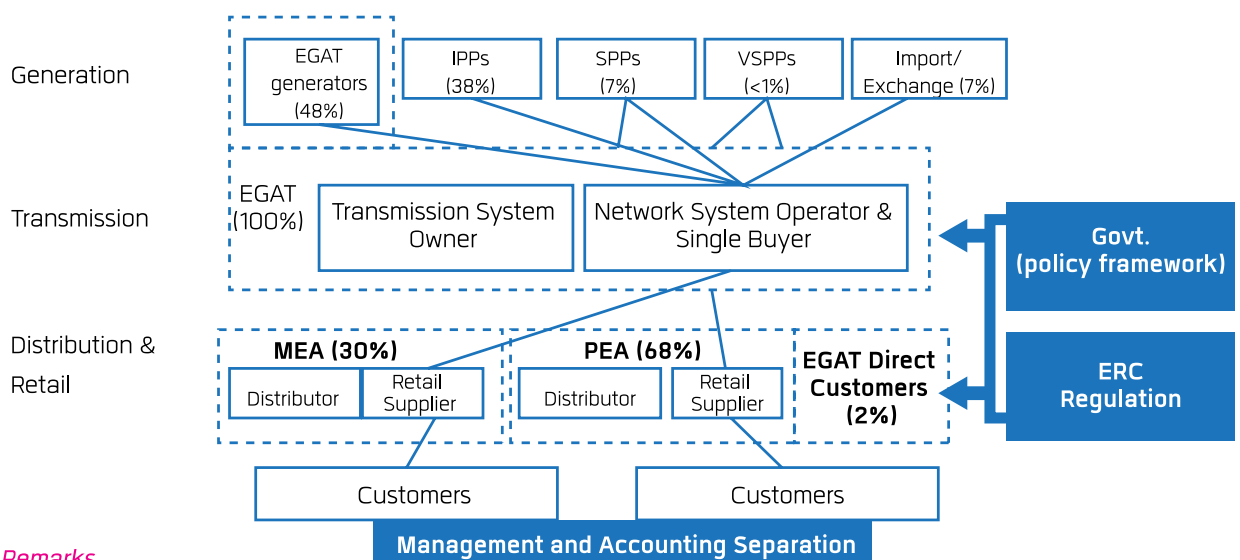 Generation
EGAT
generators
(48%)
IPPs
(38%)
SPPs
(7%)
VSPPs
(<1%)
Import/
Exchange (7%)
Transmission
EGAT
(100%)
Transmission System
Owner
Network System Operator &
Single Buyer
Govt.
(policy framework)
Distribution &
Retail
MEA (30%)
Distributor
Retail
Supplier
PEA (68%)
Distributor
Retail
Supplier
EGAT Direct
Customers
(2%)
ERC
Regulation
Customers
Customers
Management and Accounting Separation
Remarks